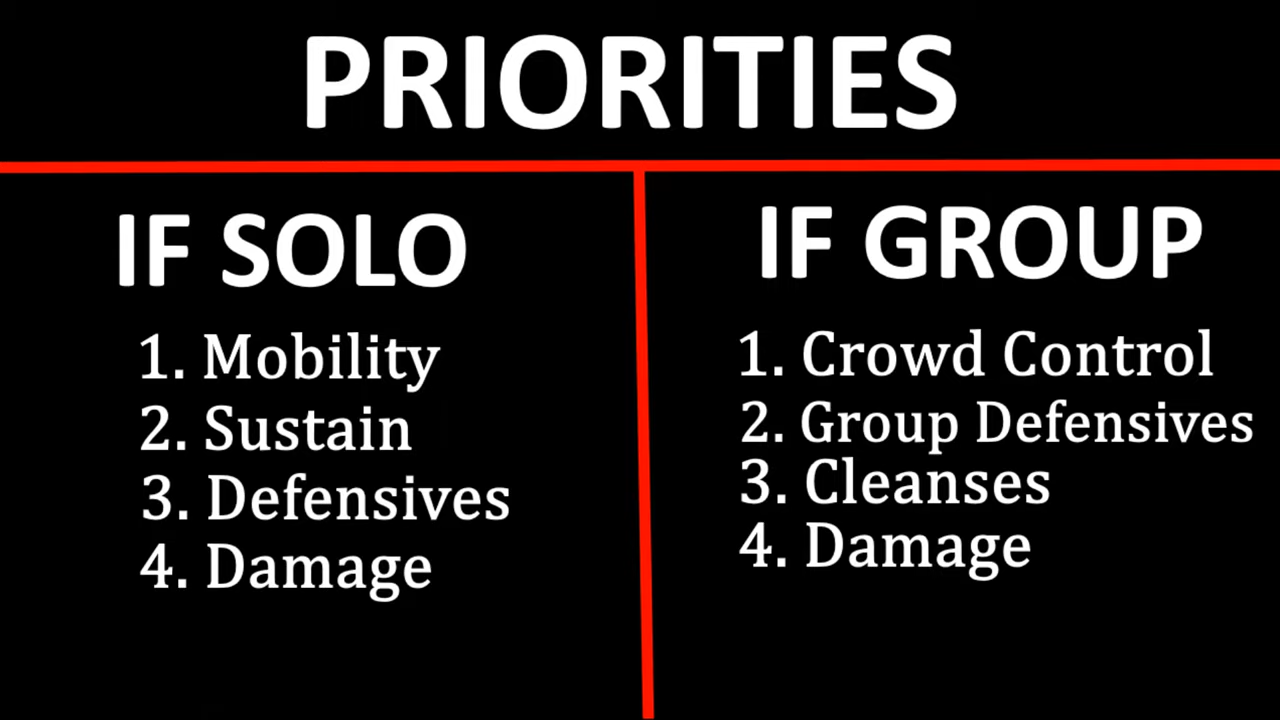 PRIORITIES
IF SOLO
1. Mobility
2. Sustain
3. Defensives
4. Damage
IF GROUP
1. Crowd Control
2. Group Defensives
3. Cleanses
4. Damage